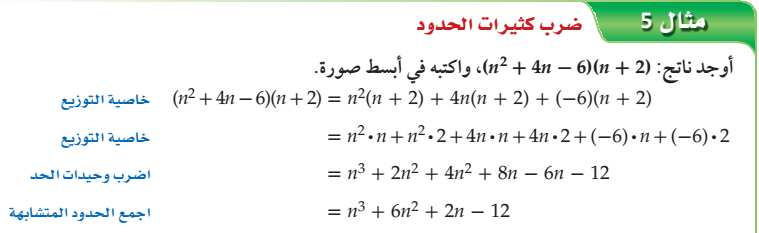 مثال 5 ضرب كثيرات الحدود
أوجد ناتج: (n² + 4n − 6)(n + 2)، واكتبه في أبسط صورة.
(n² + 4n − 6)(n + 2) = n²(n + 2) + 4n(n + 2) + (−6)(n + 2) خاصية التوزيع
= n² • n + n² • 2 + 4n • n + 4n • 2 + (−6) • n + (−6) • 2 خاصية التوزيع
= n³ + 2n² + 4n² + 8n − 6n − 12 اضرب وحيدات الحد
= n³ + 6n² + 2n − 12 اجمع الحدود المتشابهة